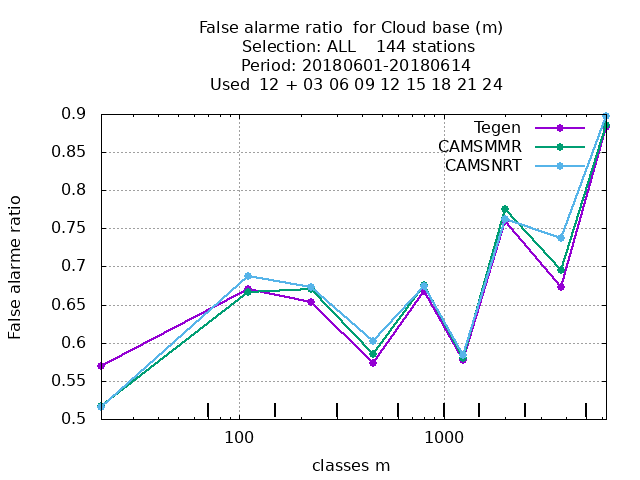 False alarme ratio  for Cloud base (m)
Selection: ALL    144 stations
Period: 20180601-20180614
Used  12 + 03 06 09 12 15 18 21 24
Tegen
CAMSMMR
CAMSNRT
False alarme ratio
0.9
0.85
0.8
0.75
0.7
0.65
0.6
0.55
0.5
100
1000
classes m